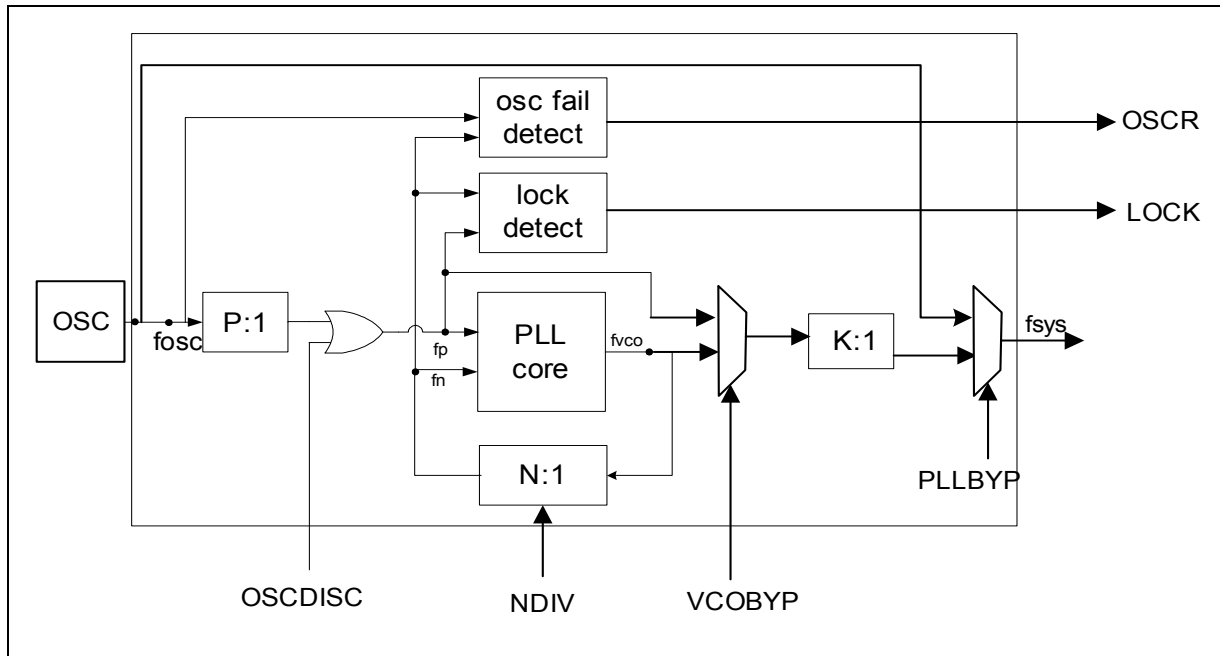 osc fail
detect
OSCR
lock
detect
LOCK
OSC
fosc
P:1
fp
fn
PLL
core
fvco
K:1
fsys
N:1
PLLBYP
OSCDISC
NDIV
VCOBYP